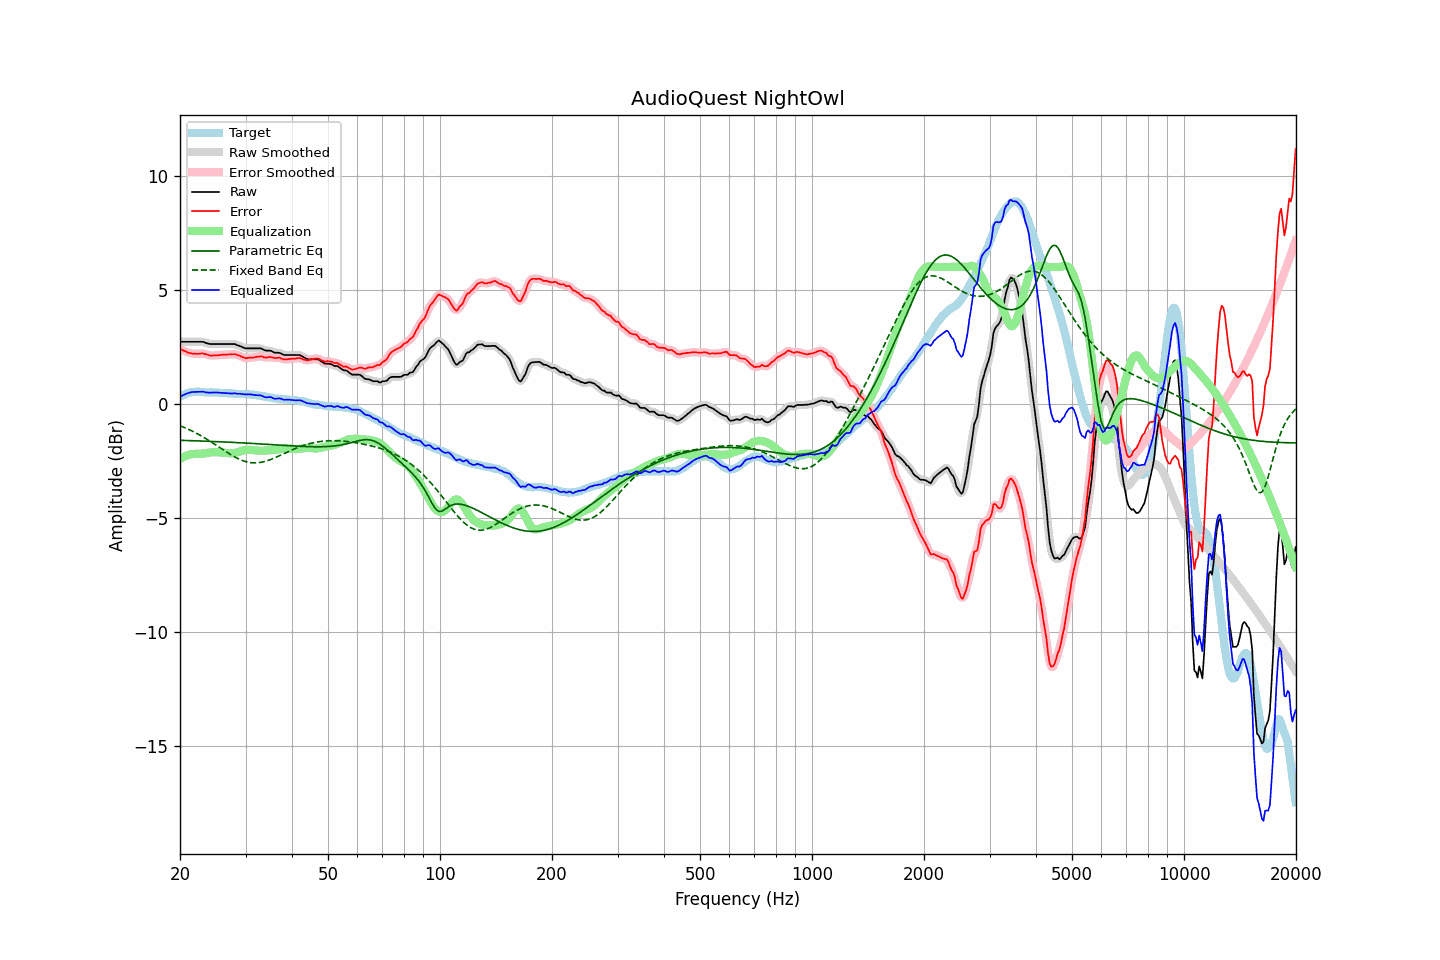 AudioQuest NightOwl
Target
Raw Smoothed
Error Smoothed
Raw
Error
Equalization
Parametric Eq
Fixed Band Eq
Equalized
10
5
0
−5
−10
−15
Amplitude (dBr)
20
50
100
200
500
1000
2000
5000
10000
20000
Frequency (Hz)